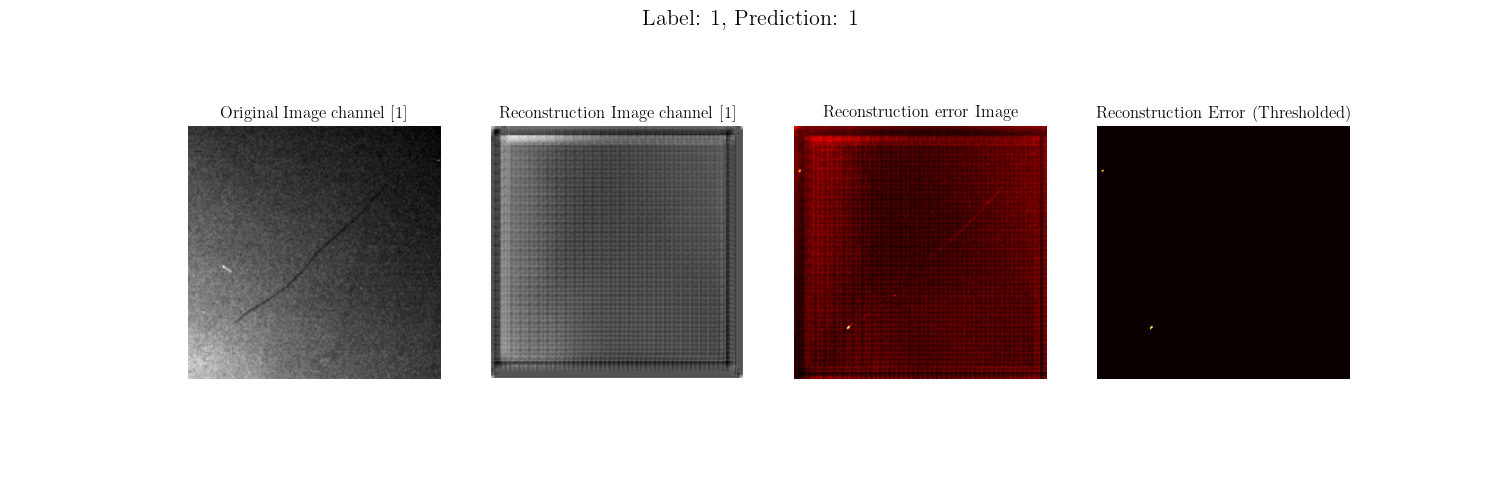 Label: 1, Prediction: 1
Original Image channel [1]
Reconstruction Image channel [1]
Reconstruction error Image
Reconstruction Error (Thresholded)